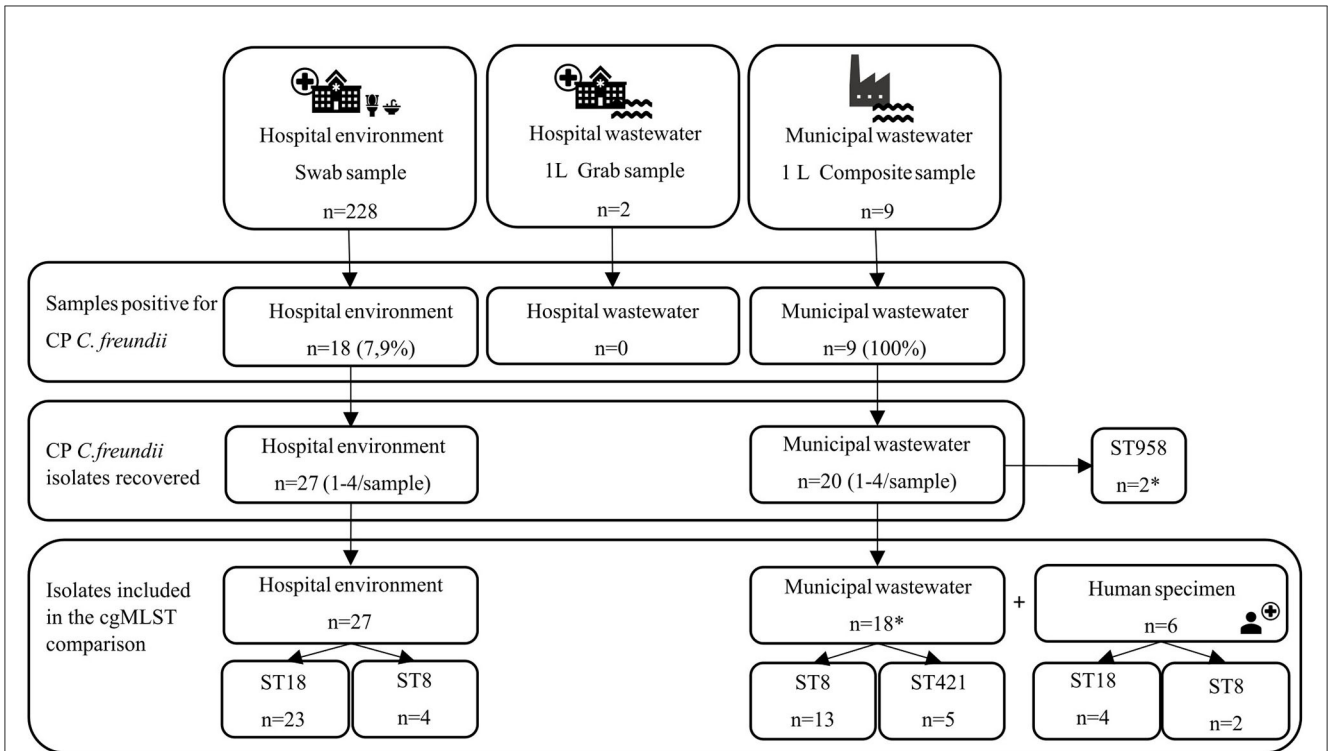 Hospital environment
Swab sample
n=228
Hospital wastewater
1L Grab sample
n=2
Municipal wastewater
1 L Composite sample
n=9
Samples positive for
CP C. freundii
Hospital environment
n=18 (7,9%)
Hospital wastewater
n=0
Municipal wastewater
n=9 (100%)
CP C.freundii
isolates recovered
Hospital environment
n=27 (1-4/sample)
Municipal wastewater
n=20 (1-4/sample)
ST958
n=2*
Isolates included
in the cgMLST
comparison
Hospital environment
n=27
Municipal wastewater
n=18*
+
Human specimen
n=6
ST18
n=23
ST8
n=4
ST8
n=13
ST421
n=5
ST18
n=4
ST8
n=2